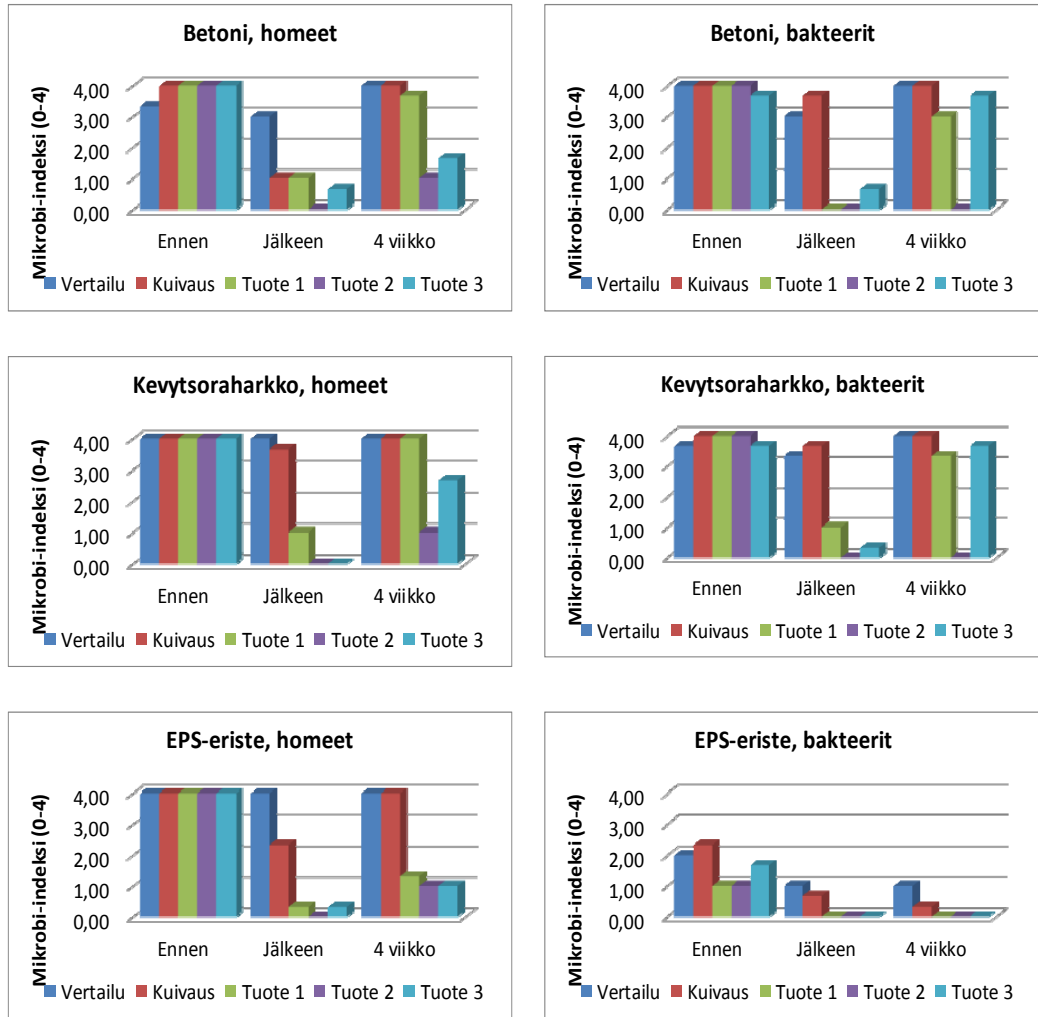 Betoni, homeet
Mikrobi-indeksi (0-4)
4,00
3,00
2,00
1,00
0,00
Ennen Jälkeen 4 viikko
Vertailu Kuivaus Tuote 1 Tuote 2 Tuote 3
Betoni, bakteerit
Mikrobi-indeksi (0-4)
4,00
3,00
2,00
1,00
0,00
Ennen Jälkeen 4 viikko
Vertailu Kuivaus Tuote 1 Tuote 2 Tuote 3
Kevytsoraharkko, homeet
Mikrobi-indeksi (0-4)
4,00
3,00
2,00
1,00
0,00
Ennen Jälkeen 4 viikko
Vertailu Kuivaus Tuote 1 Tuote 2 Tuote 3
Kevytsoraharkko, bakteerit
Mikrobi-indeksi (0-4)
4,00
3,00
2,00
1,00
0,00
Ennen Jälkeen 4 viikko
Vertailu Kuivaus Tuote 1 Tuote 2 Tuote 3
EPS-eriste, homeet
Mikrobi-indeksi (0-4)
4,00
3,00
2,00
1,00
0,00
Ennen Jälkeen 4 viikko
Vertailu Kuivaus Tuote 1 Tuote 2 Tuote 3
EPS-eriste, bakteerit
Mikrobi-indeksi (0-4)
4,00
3,00
2,00
1,00
0,00
Ennen Jälkeen 4 viikko
Vertailu Kuivaus Tuote 1 Tuote 2 Tuote 3